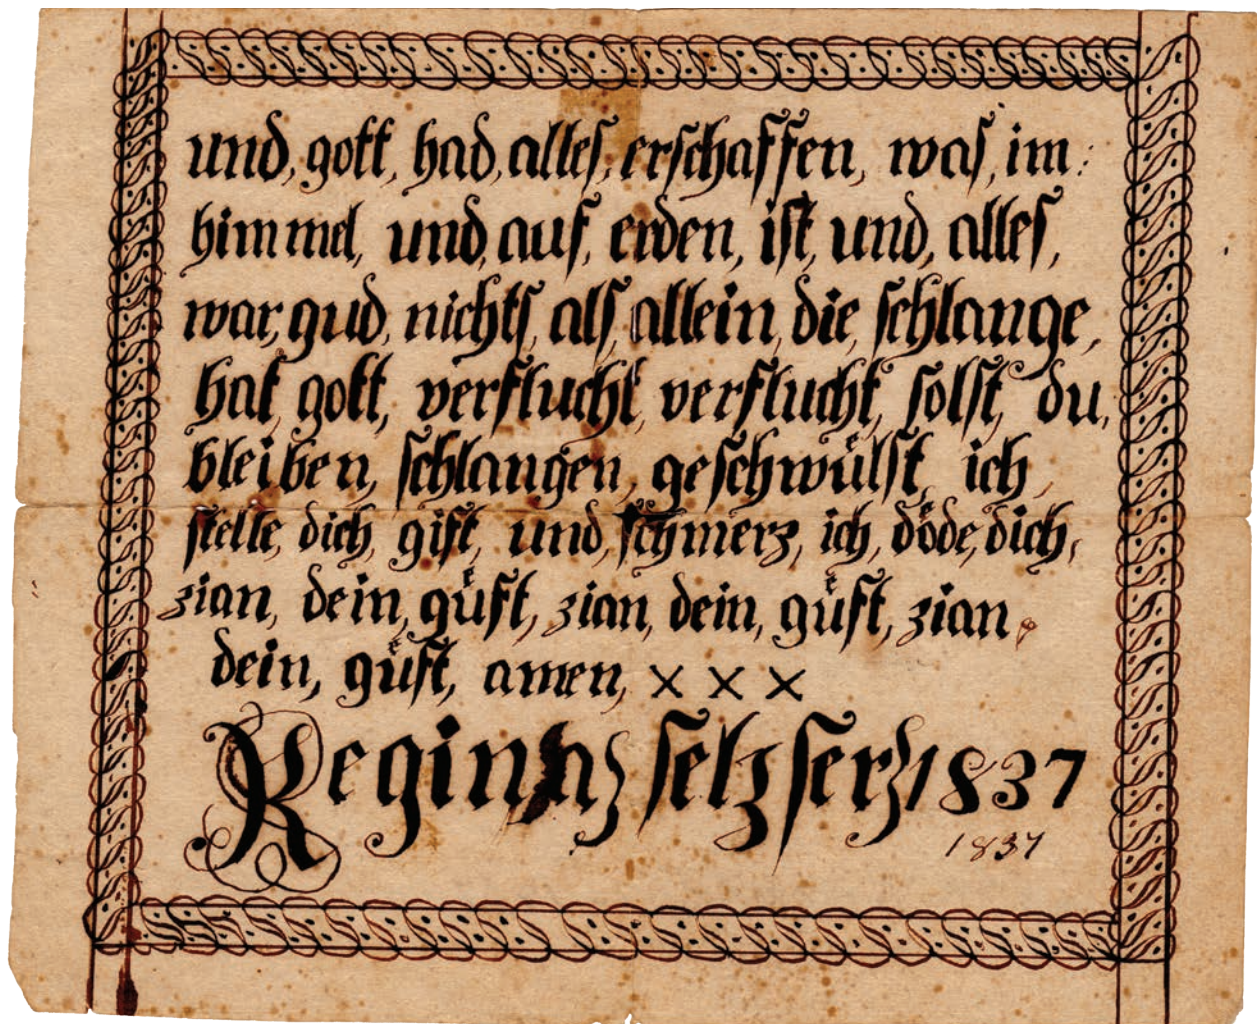 und, gott, had, alles, erschaffen, was, im:
himmel, und, auf, erden, ist, und, alles,
war, gud, nichts, als, allein, die, schlange,
hat, gott, verflucht, verflucht, solst, du,
bleiben, schlangen, geschwülst, ich,
stelle, dich, gift, und, schmerz, ich, döde, dich,
zian, dein, güft, zian, dein, güft, zian,
dein, güft, amen, x x x
Regina selzserz 1837
1837